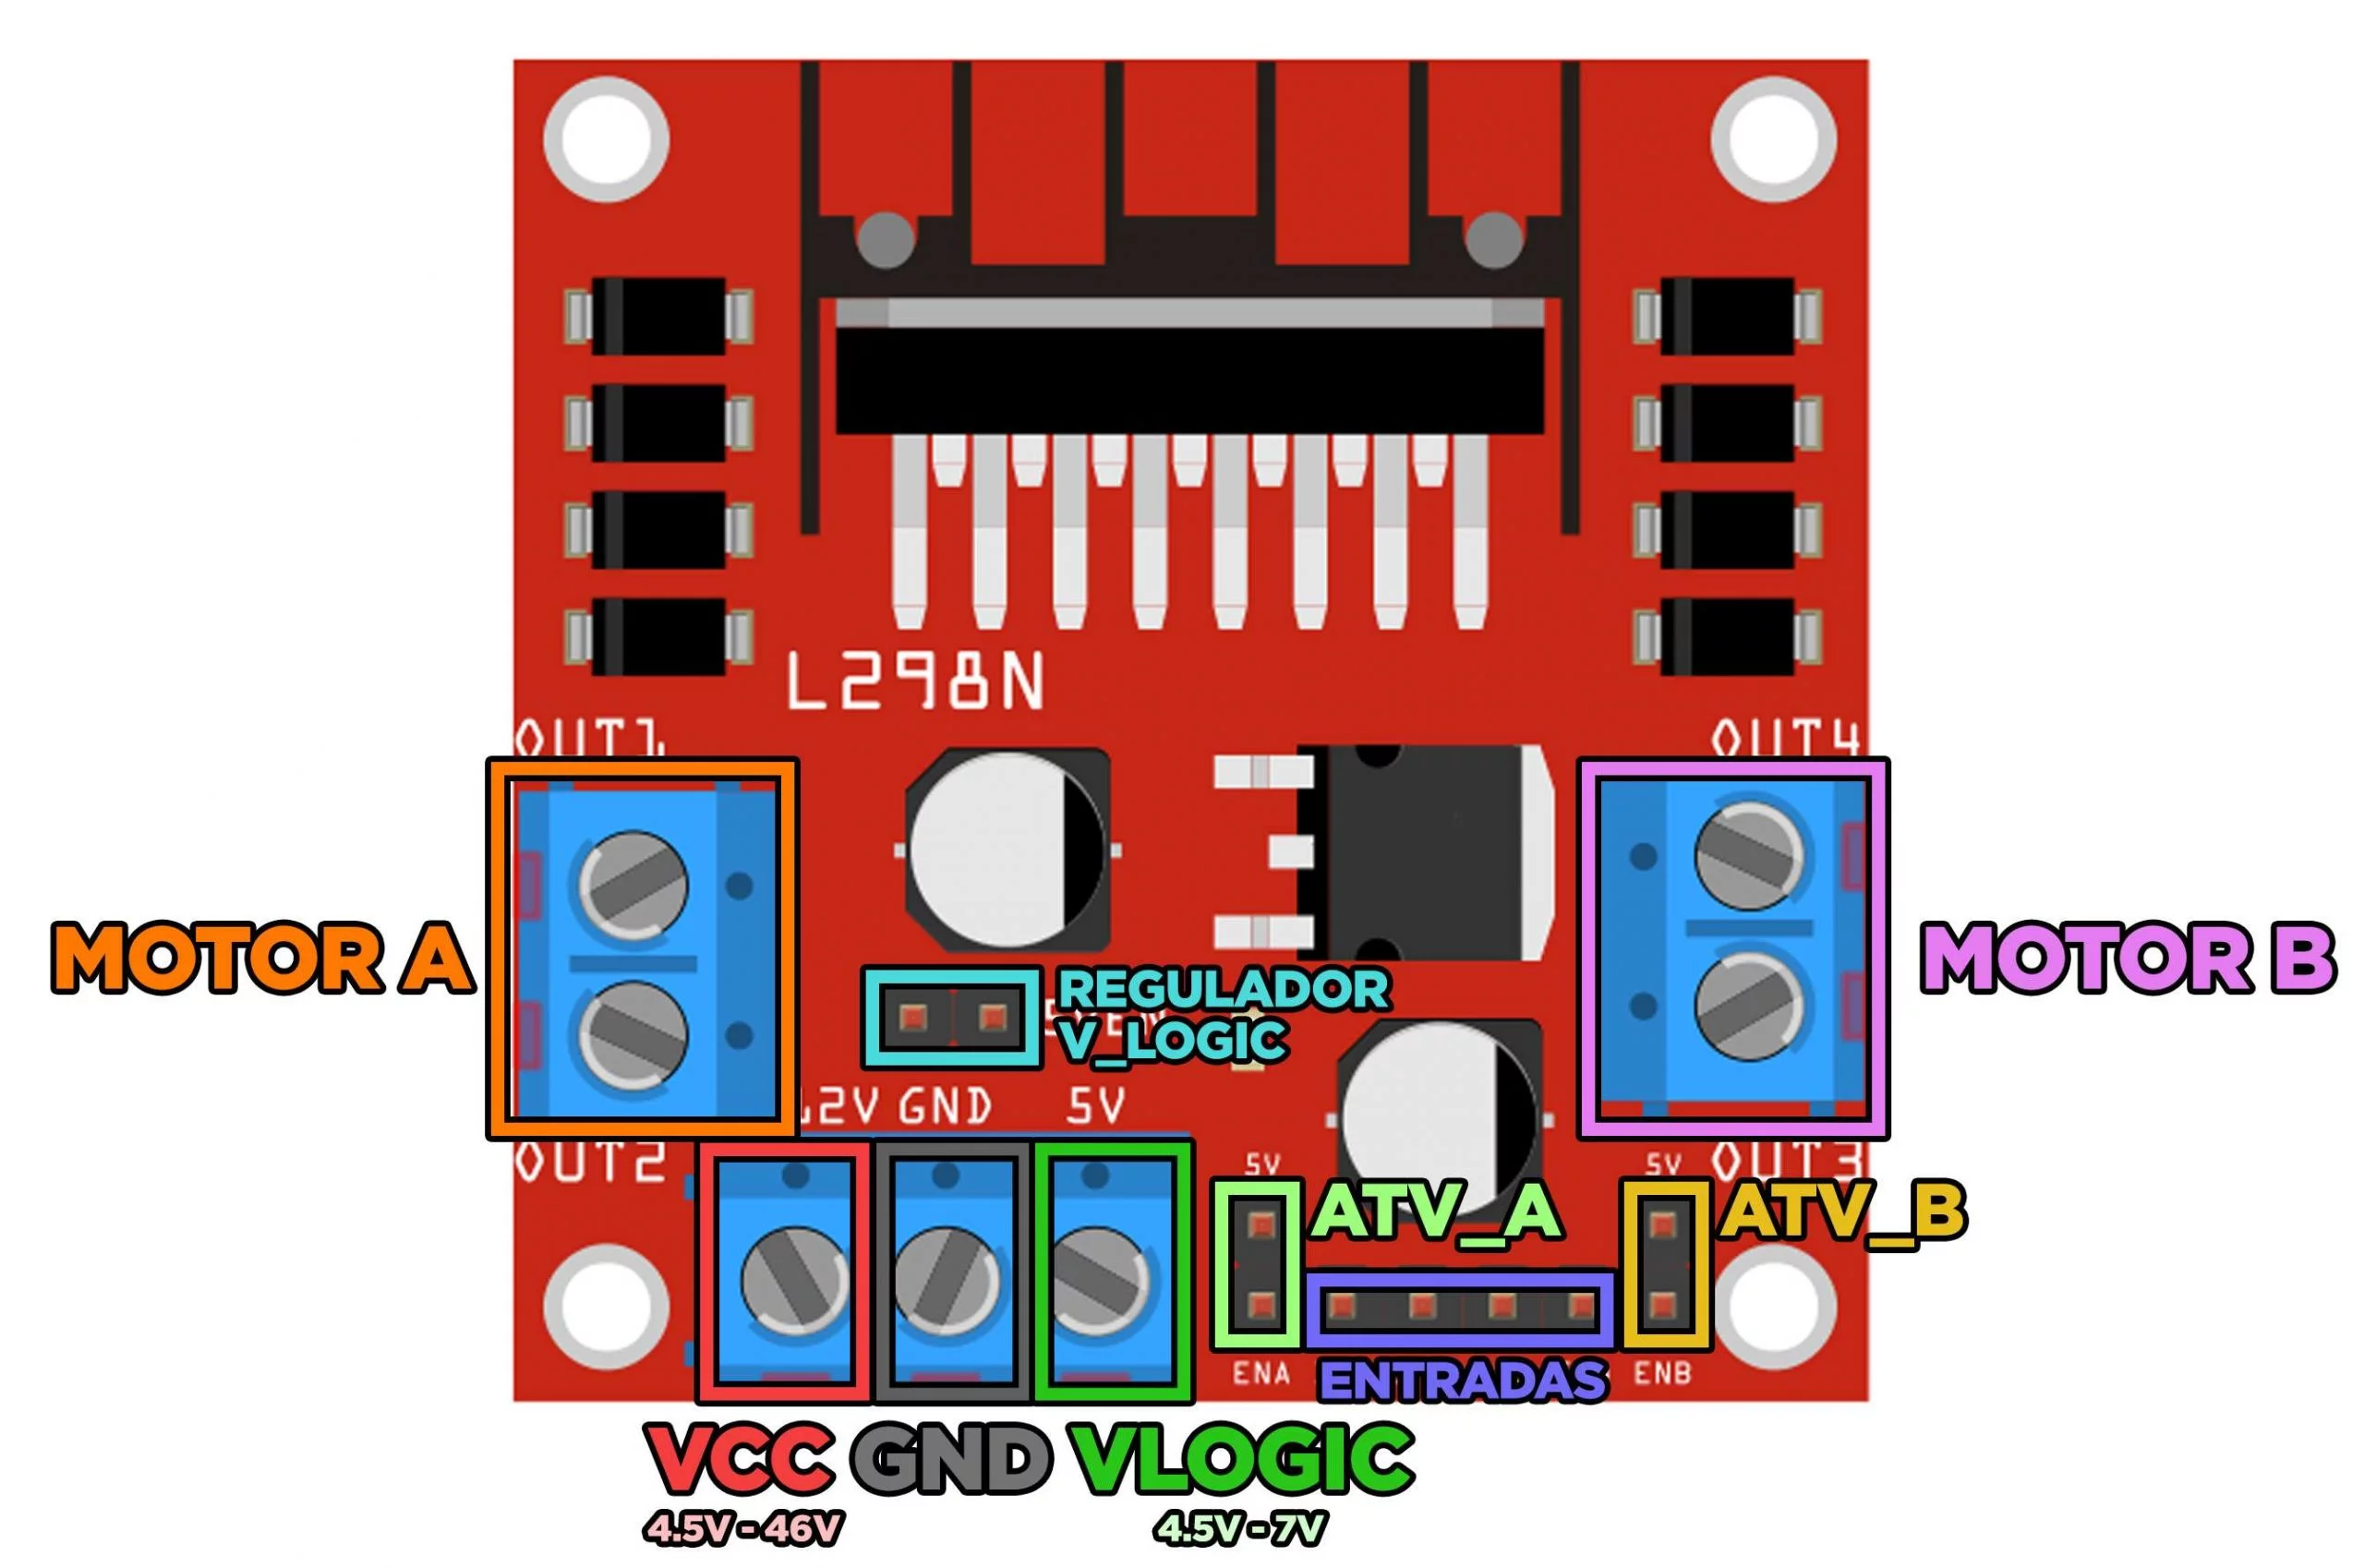 L298N
OUT1
OUT4
MOTOR A
MOTOR B
REGULADOR
V_LOGIC
12V GND 5V
OUT2
5V
5V
OUT3
ATV_A
ATV_B
ENA
ENTRADAS
ENB
VCC GND VLOGIC
4.5V - 46V
4.5V - 7V